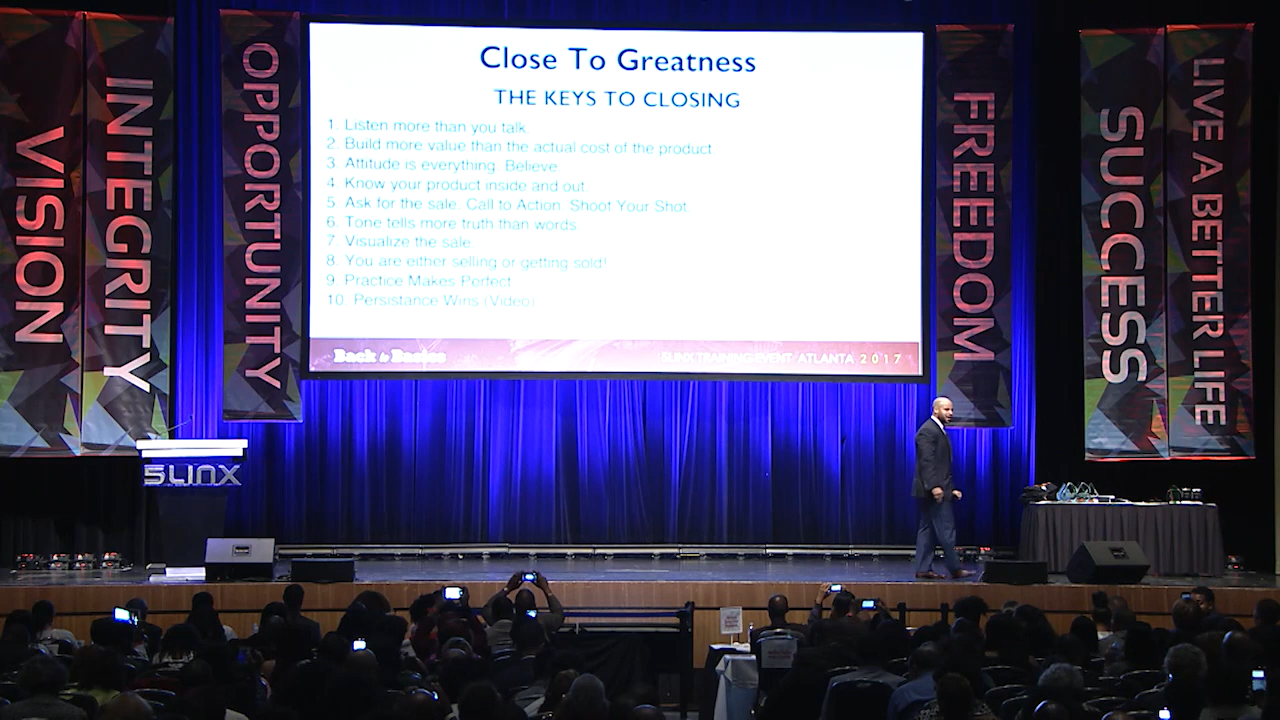 VISION
INTEGRITY
OPPORTUNITY
Close To Greatness
THE KEYS TO CLOSING
1. Listen more than you talk.
2. Build more value than the actual cost of the product
3. Attitude is everything. Believe.
4. Know your product inside and out.
5. Ask for the sale. Call to Action. Shoot Your Shot.
6. Tone tells more truth than words.
7. Visualize the sale.
8. You are either selling or getting sold!
9. Practice Makes Perfect
10. Persistance Wins (Video)
Back to Basics
5LINX TRAINING EVENT ATLANTA 2017
FREEDOM
SUCCESS
LIVE A BETTER LIFE
5LINX